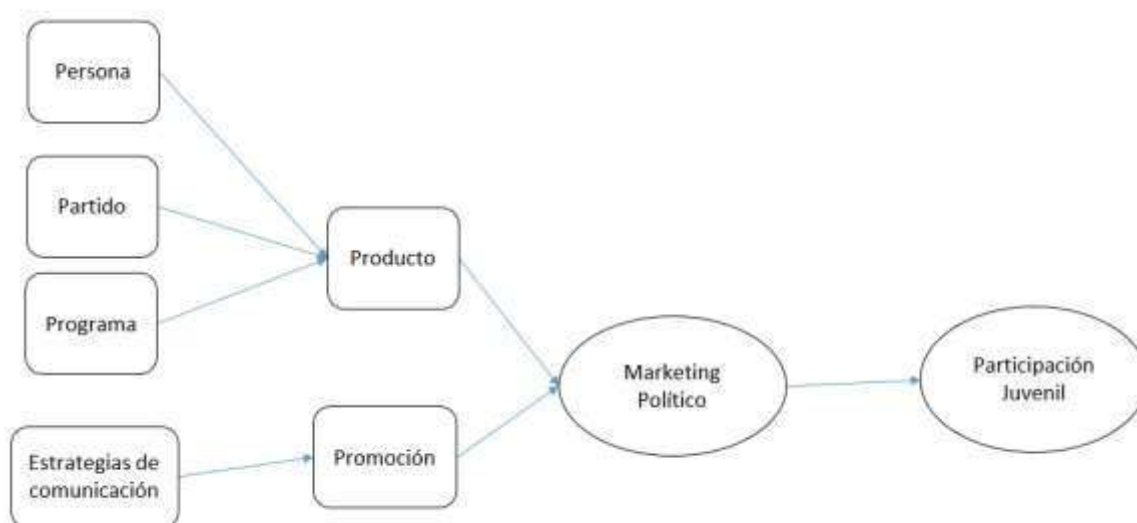 Persona
Partido
Programa
Producto
Estrategias de
comunicación
Promoción
Marketing
Político
Participación
Juvenil